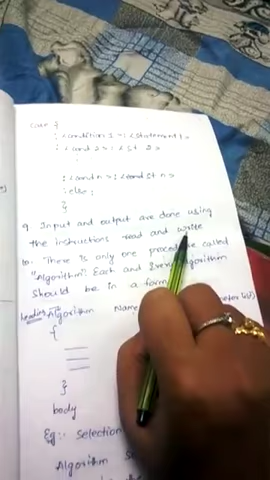 Case {
: <condition 1> : <statement 1>
: <cond 2> : < st 2 >
:
: <cond n> : < st n>
: else :
}
9. Input and output are done using
the instructions read and write
10. There is only one procedure called
"Algorithm". Each and Every algorithm
should be in a form
Algorithm Name
{
}
body
Eg:- Selection
Algorithm